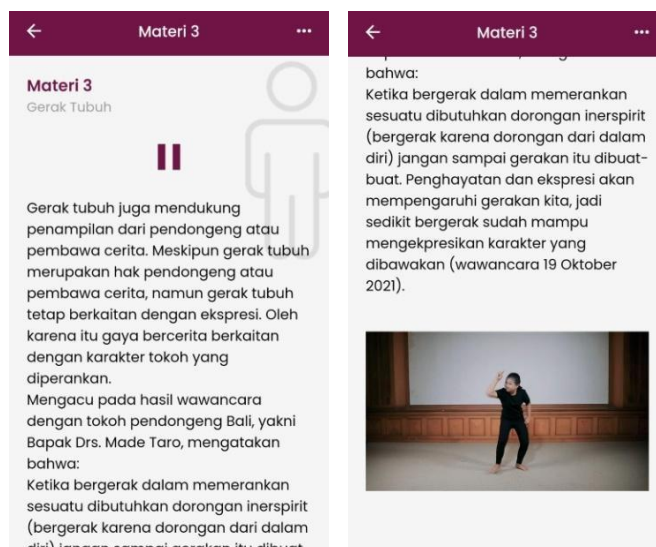 Materi 3
Materi 3
Gerak Tubuh
Gerak tubuh juga mendukung
penampilan dari pendongeng atau
pembawa cerita. Meskipun gerak tubuh
merupakan hak pendongeng atau
pembawa cerita, namun gerak tubuh
tetap berkaitan dengan ekspresi. Oleh
karena itu gaya bercerita berkaitan
dengan karakter tokoh yang
diperankan.
Mengacu pada hasil wawancara
dengan tokoh pendongeng Bali, yakni
Bapak Drs. Made Taro, mengatakan
bahwa:
Ketika bergerak dalam memerankan
sesuatu dibutuhkan dorongan inerspirit
(bergerak karena dorongan dari dalam
diri) jangan sampai gerakan itu dibuat
Materi 3
bahwa:
Ketika bergerak dalam memerankan
sesuatu dibutuhkan dorongan inerspirit
(bergerak karena dorongan dari dalam
diri) jangan sampai gerakan itu dibuat-
buat. Penghayatan dan ekspresi akan
mempengaruhi gerakan kita, jadi
sedikit bergerak sudah mampu
mengekpresikan karakter yang
dibawakan (wawancara 19 Oktober
2021).